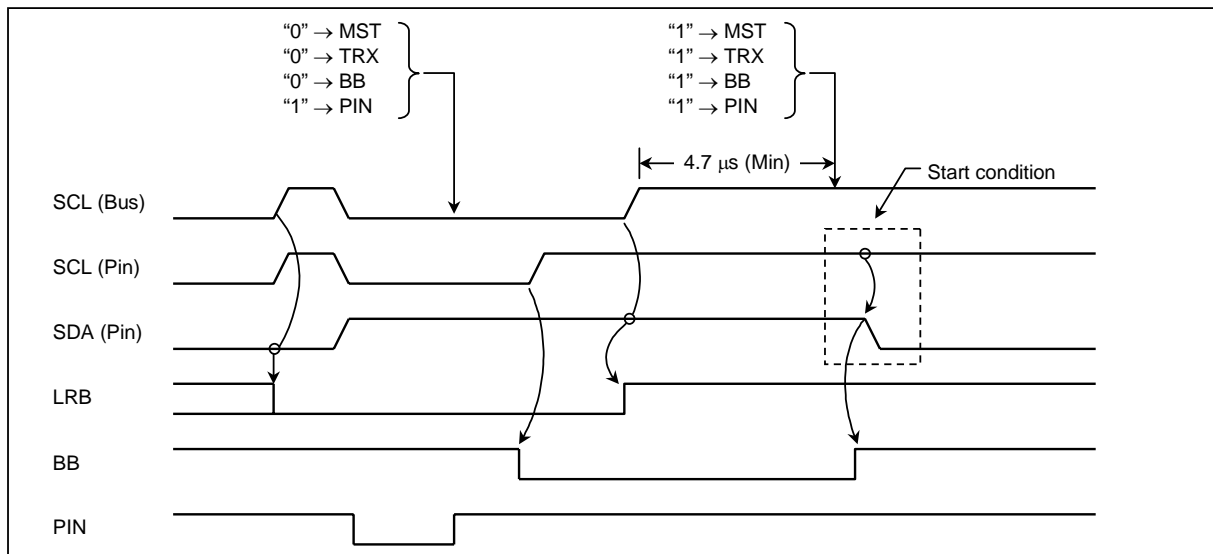 “0” → MST
“0” → TRX
“0” → BB
“1” → PIN
“1” → MST
“1” → TRX
“1” → BB
“1” → PIN
4.7 μs (Min)
Start condition
SCL (Bus)
SCL (Pin)
SDA (Pin)
LRB
BB
PIN